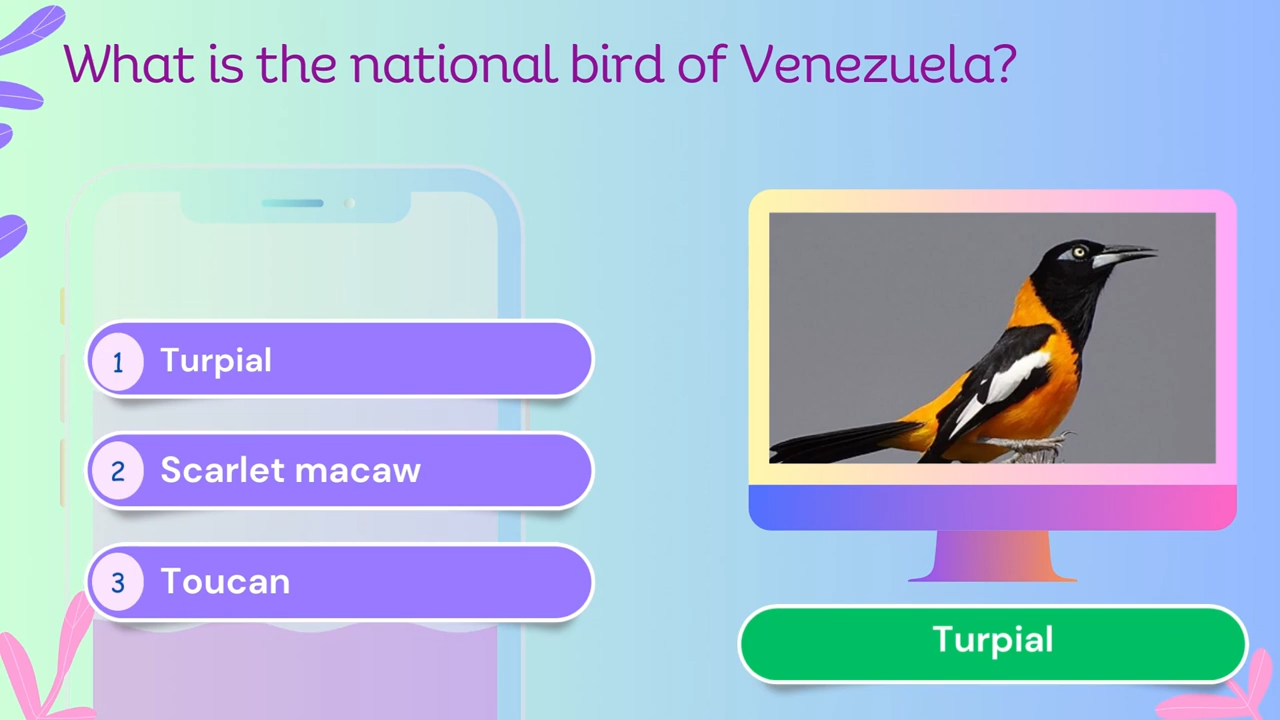 What is the national bird of Venezuela?
1 Turpial
2 Scarlet macaw
3 Toucan
Turpial